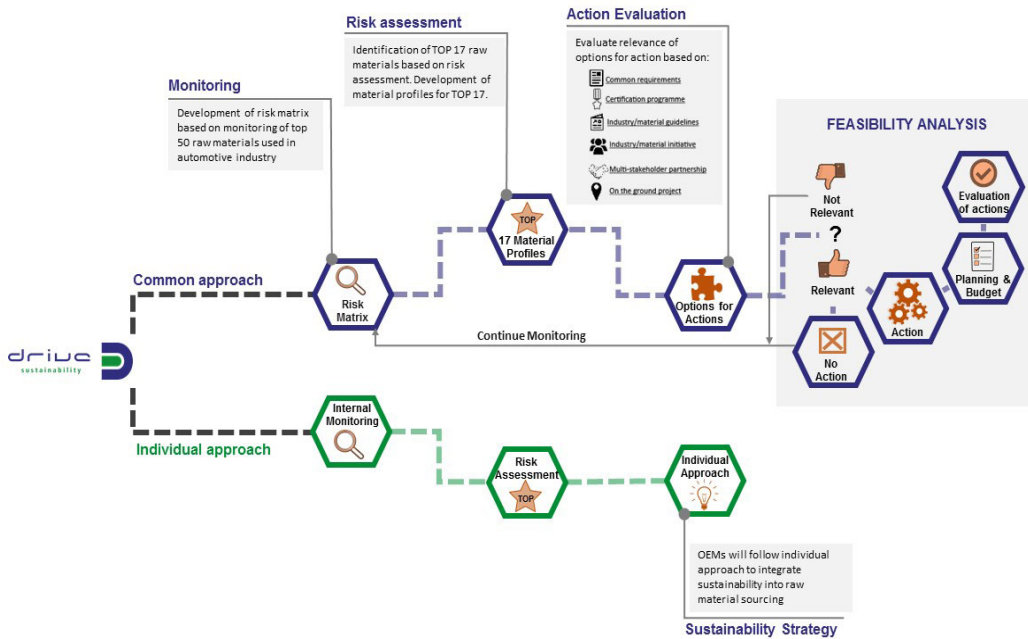 Action Evaluation
Evaluate relevance of
options for action based on:
Common requirements
Certification programme
Industry/material guidelines
Industry/material initiative
Multi-stakeholder partnership
On the ground project
Risk assessment
Identification of TOP 17 raw
materials based on risk
assessment. Development of
material profiles for TOP 17.
Monitoring
Development of risk matrix
based on monitoring of top
50 raw materials used in
automotive industry
FEASIBILITY ANALYSIS
Not
Relevant
?
Relevant
Evaluation
of actions
Planning &
Budget
Action
No
Action
TOP
17 Material
Profiles
Common approach
Risk
Matrix
Options for
Actions
Continue Monitoring
drive
sustainability
Individual approach
Internal
Monitoring
Risk
Assessment
TOP
Individual
Approach
OEMs will follow individual
approach to integrate
sustainability into raw
material sourcing
Sustainability Strategy